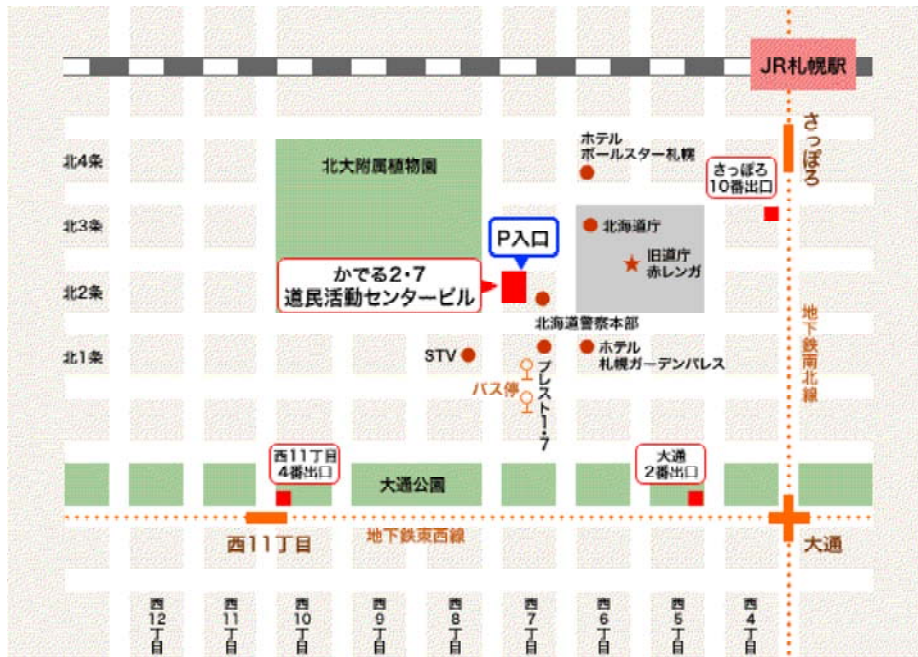 JR札幌駅
さっぽろ
ホテル
ポールスター札幌
さっぽろ
10番出口
北4条
北大附属植物園
北3条
P入口
北海道庁
旧道庁
赤レンガ
かでる2・7
道民活動センタービル
北2条
地下鉄南北線
北海道警察本部
北1条
STV
ホテル
札幌ガーデンパレス
バス停
プレスト1・7
西11丁目
4番出口
大通公園
大通
2番出口
地下鉄東西線
西11丁目
大通
西12丁目
西11丁目
西10丁目
西9丁目
西8丁目
西7丁目
西6丁目
西5丁目
西4丁目